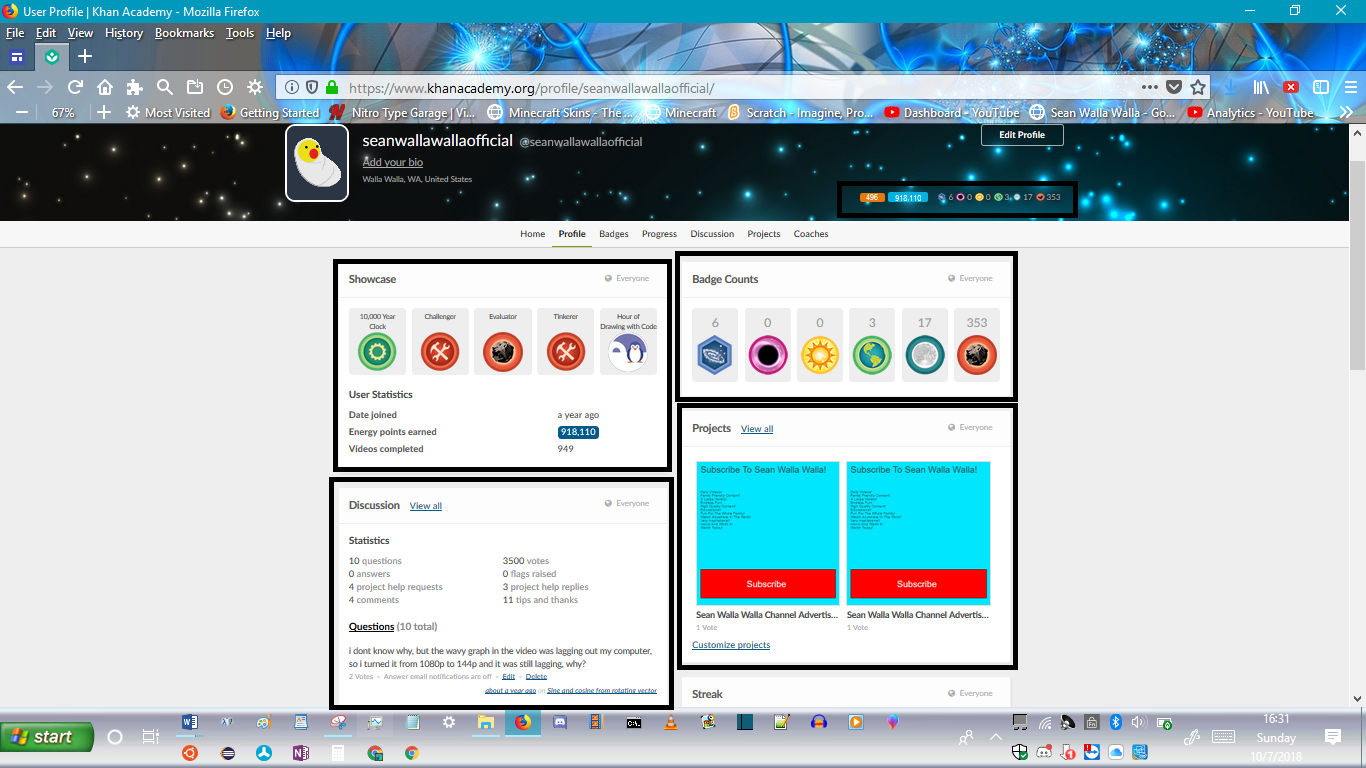 User Profile | Khan Academy - Mozilla Firefox
File Edit View History Bookmarks Tools Help
https://www.khanacademy.org/profile/seanwallawallaofficial/
67% Most Visited Getting Started Nitro Type Garage | Vi... Minecraft Skins - The ... Minecraft Scratch - Imagine, Pro... Dashboard - YouTube Sean Walla Walla - Go... Analytics - YouTube
seanwallawallaofficial @seanwallawallaofficial
Edit Profile
Add your bio
Walla Walla, WA, United States
496 918,110 6 0 0 3 17 353
Home Profile Badges Progress Discussion Projects Coaches
Showcase Everyone
10,000 Year Clock
Challenger
Evaluator
Tinkerer
Hour of Drawing with Code
User Statistics
Date joined a year ago
Energy points earned 918,110
Videos completed 949
Badge Counts Everyone
6 0 0 3 17 353
Projects View all Everyone
Subscribe To Sean Walla Walla!
Subscribe
Sean Walla Walla Channel Advertis...
1 Vote
Subscribe To Sean Walla Walla!
Subscribe
Sean Walla Walla Channel Advertis...
1 Vote
Customize projects
Discussion View all Everyone
Statistics
10 questions 3500 votes
0 answers 0 flags raised
4 project help requests 3 project help replies
4 comments 11 tips and thanks
Questions (10 total)
i dont know why, but the wavy graph in the video was lagging out my computer,
so i turned it from 1080p to 144p and it was still lagging, why?
2 Votes • Answer email notifications are off • Edit • Delete
about a year ago on Sine and cosine from rotating vector
Streak Everyone
start
16:31
Sunday
10/7/2018